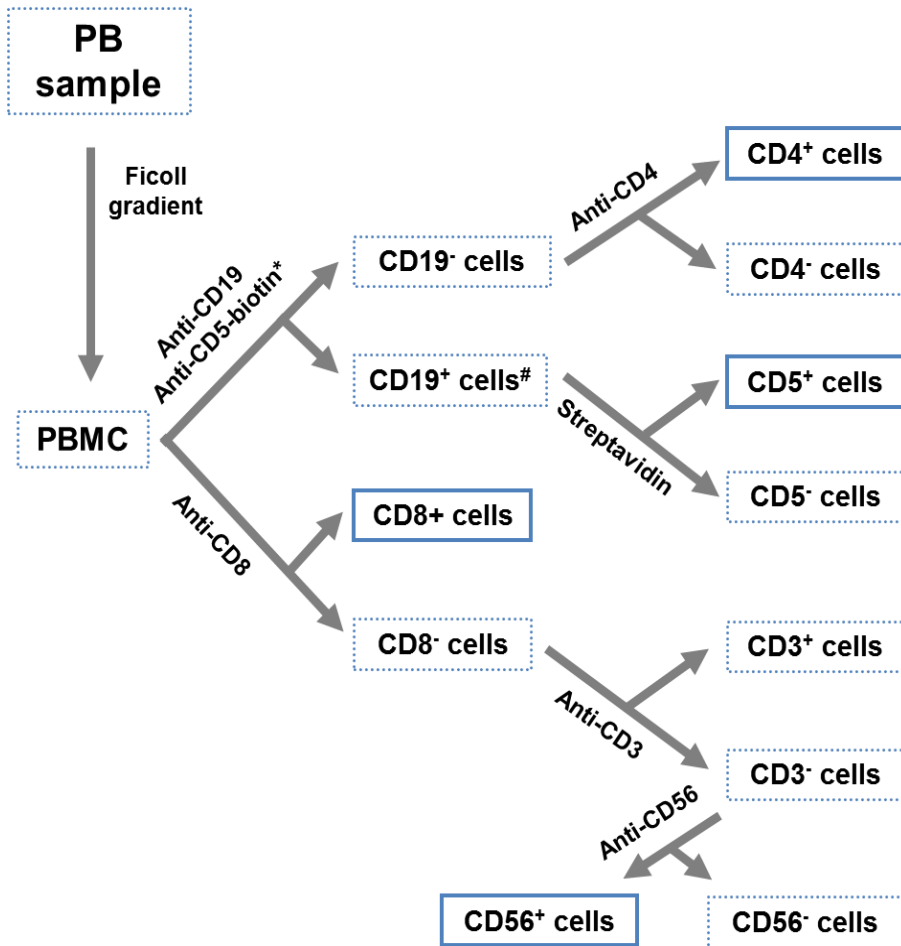 PB
sample
Ficoll
gradient
PBMC
Anti-CD19
Anti-CD5-biotin*
Anti-CD8
CD19⁻ cells
CD19⁺ cells#
CD8+ cells
CD8⁻ cells
Anti-CD4
CD4⁺ cells
CD4⁻ cells
Streptavidin
CD5⁺ cells
CD5⁻ cells
Anti-CD3
CD3⁺ cells
CD3⁻ cells
Anti-CD56
CD56⁺ cells
CD56⁻ cells